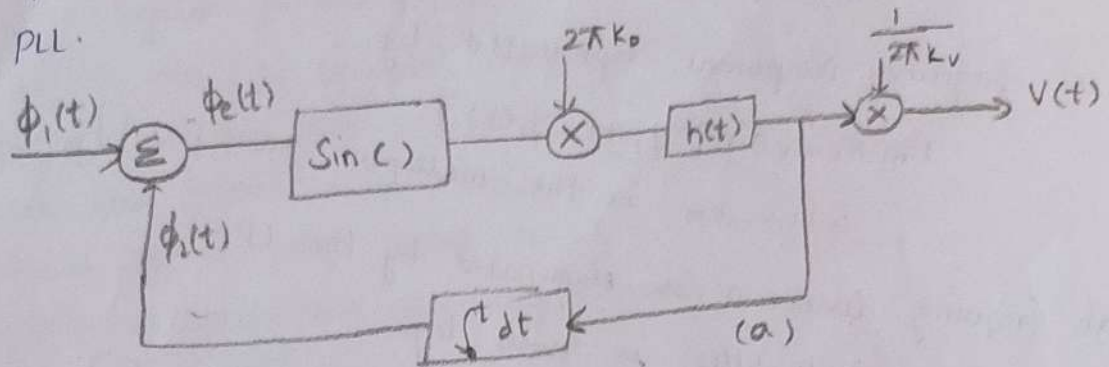 PLL.
2πK₀
1/2πKv
ϕ₁(t)
ϕe(t)
Σ
Sin ( )
×
h(t)
×
V(t)
ϕ₂(t)
∫ᵗ dt
(a)